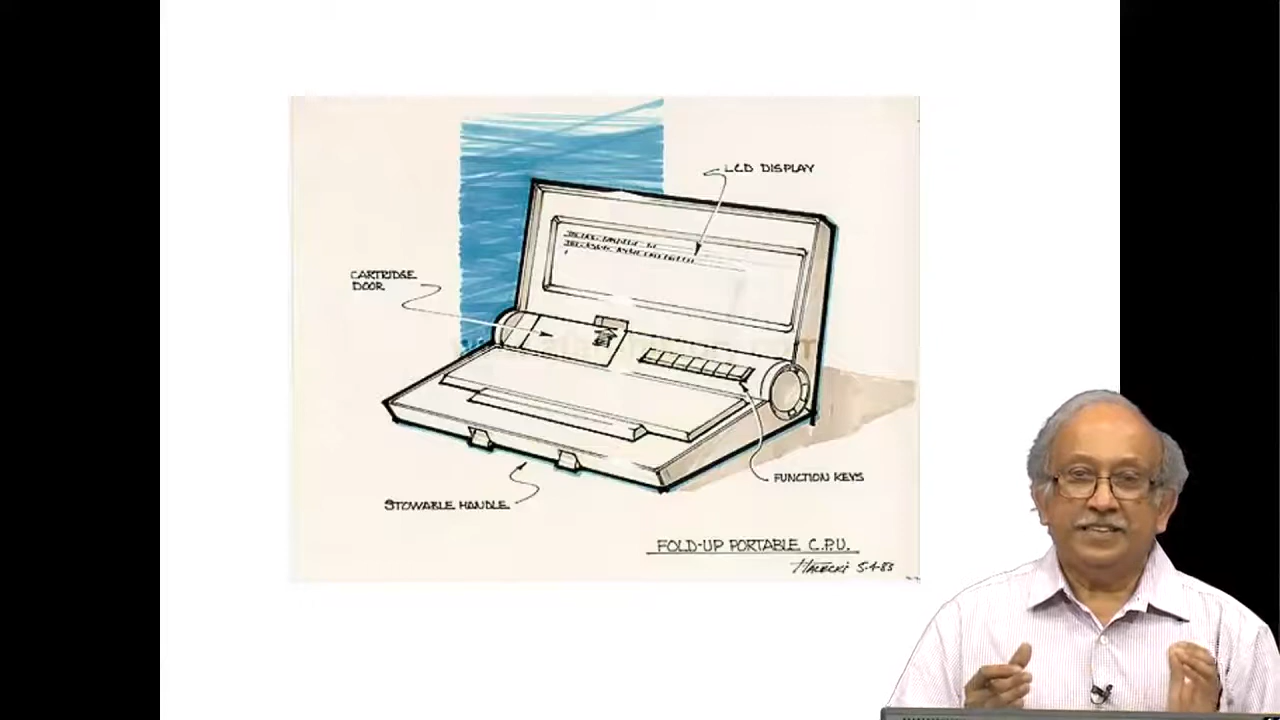 LCD DISPLAY
CARTRIDGE
DOOR
FUNCTION KEYS
STOWABLE HANDLE
FOLD-UP PORTABLE C.P.U.
5-4-83